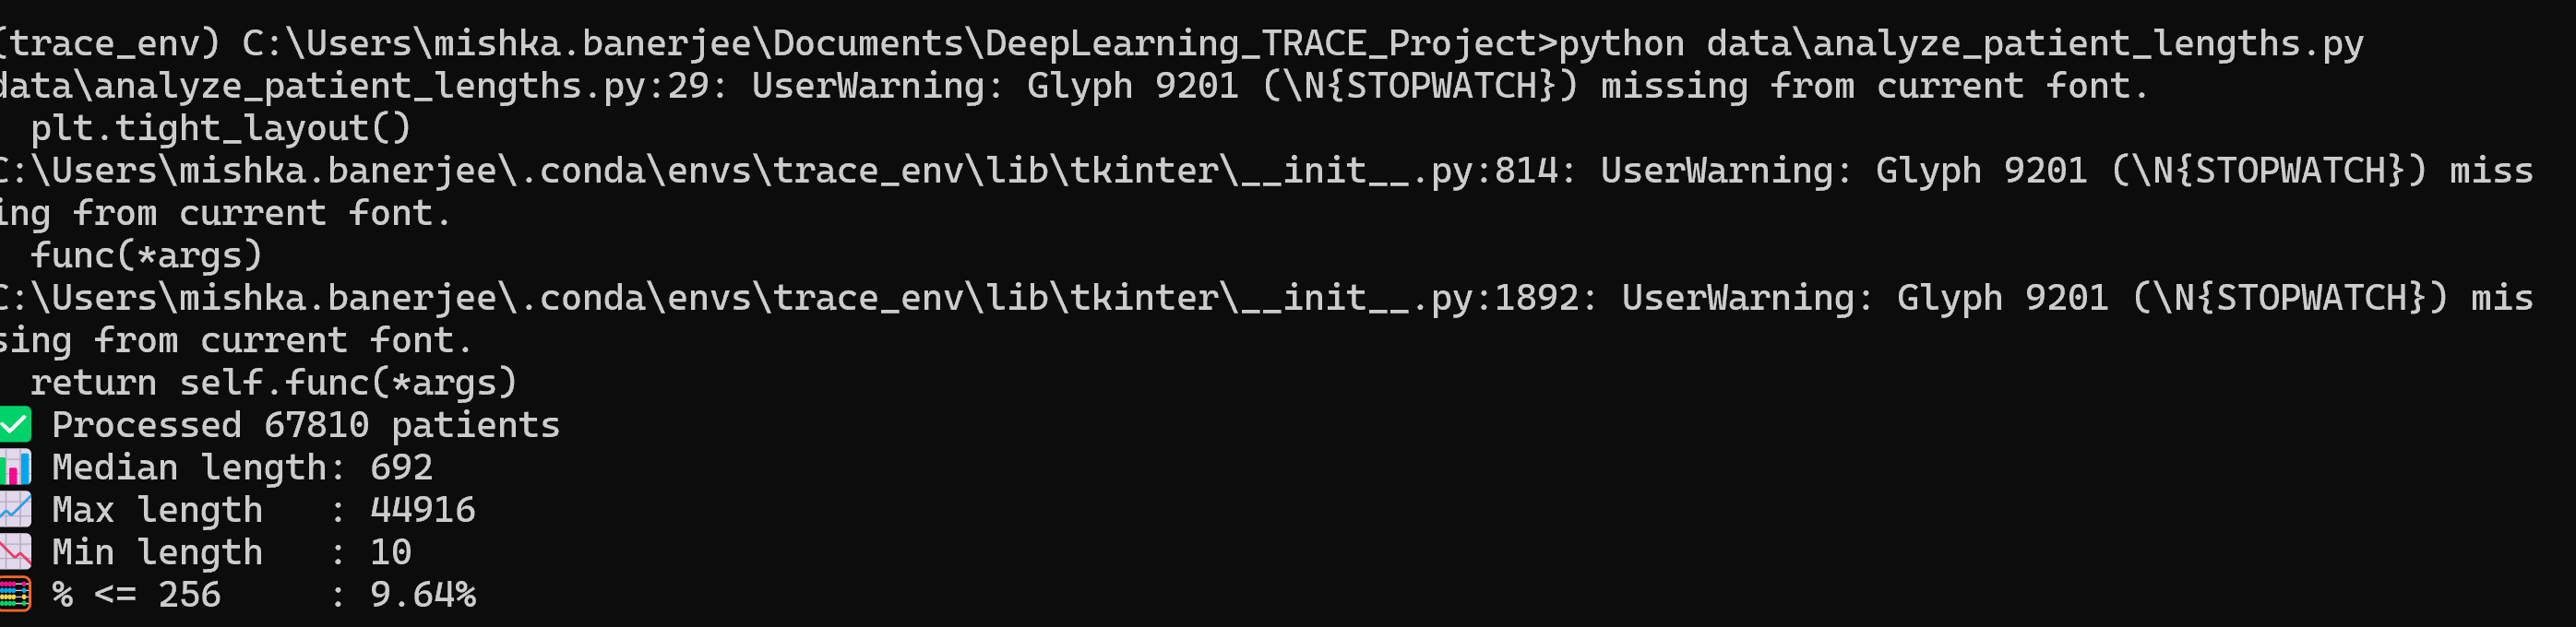 (trace_env) C:\Users\mishka.banerjee\Documents\DeepLearning_TRACE_Project>python data\analyze_patient_lengths.py
data\analyze_patient_lengths.py:29: UserWarning: Glyph 9201 (\N{STOPWATCH}) missing from current font.
  plt.tight_layout()
C:\Users\mishka.banerjee\.conda\envs\trace_env\lib\tkinter\__init__.py:814: UserWarning: Glyph 9201 (\N{STOPWATCH}) miss
ing from current font.
  func(*args)
C:\Users\mishka.banerjee\.conda\envs\trace_env\lib\tkinter\__init__.py:1892: UserWarning: Glyph 9201 (\N{STOPWATCH}) mis
sing from current font.
  return self.func(*args)
✅ Processed 67810 patients
📊 Median length: 692
📈 Max length   : 44916
📉 Min length   : 10
🧮 % <= 256     : 9.64%